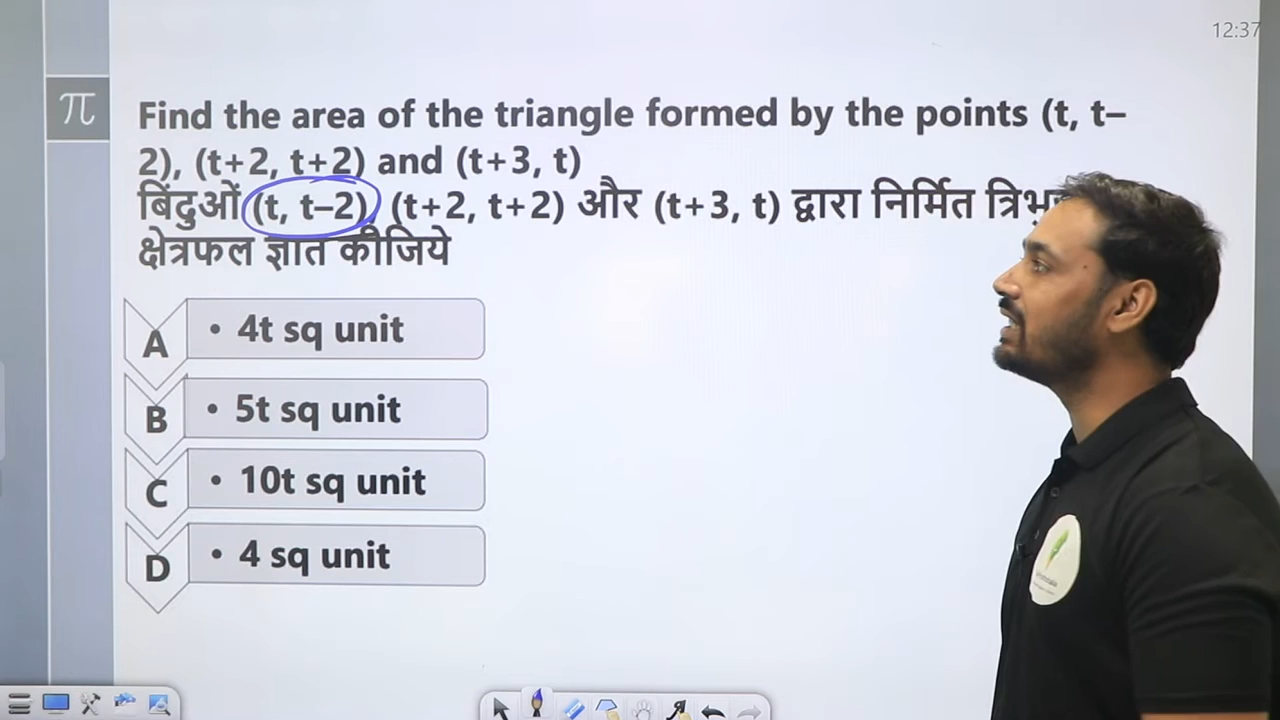 12:37
π
Find the area of the triangle formed by the points (t, t–
2), (t+2, t+2) and (t+3, t)
बिंदुओं (t, t–2), (t+2, t+2) और (t+3, t) द्वारा निर्मित
क्षेत्रफल ज्ञात कीजिये
A • 4t sq unit
B • 5t sq unit
C • 10t sq unit
D • 4 sq unit